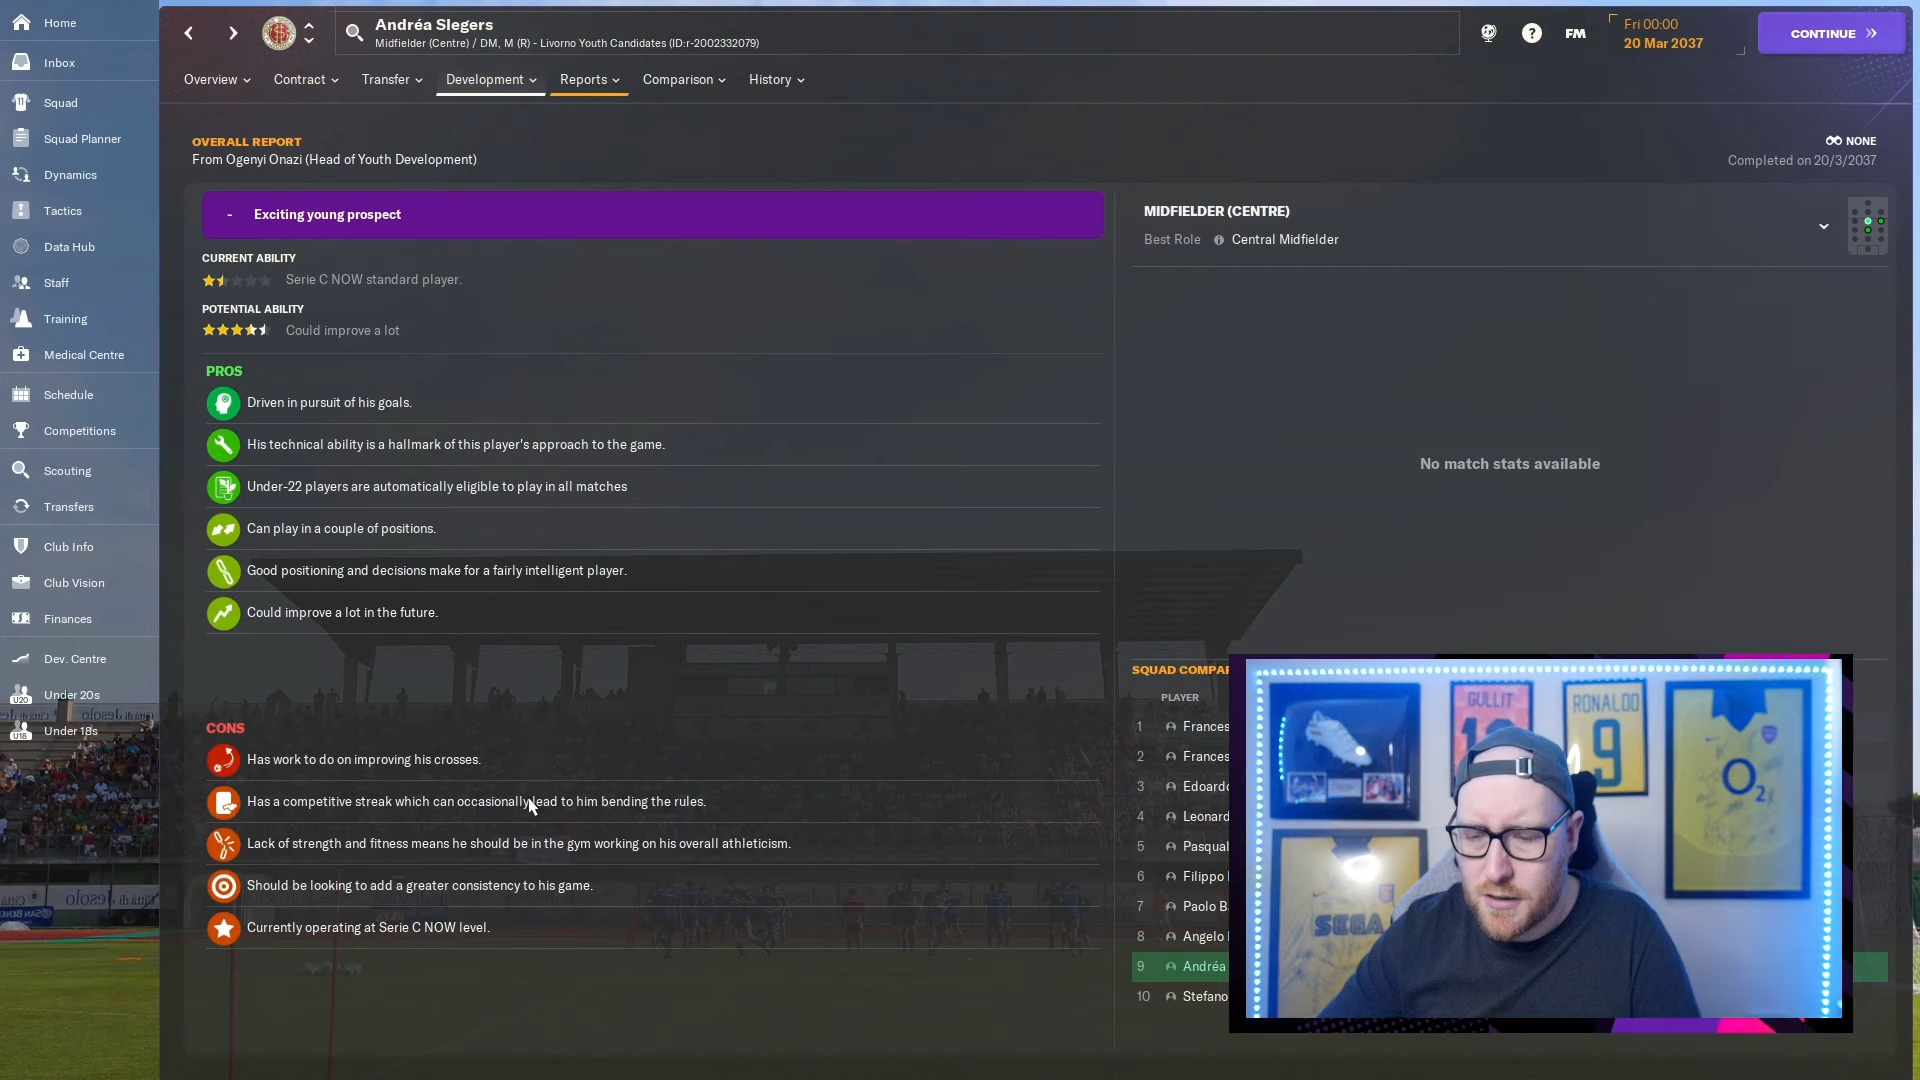 Home
Inbox
Squad
Squad Planner
Dynamics
Tactics
Data Hub
Staff
Training
Medical Centre
Schedule
Competitions
Scouting
Transfers
Club Info
Club Vision
Finances
Dev. Centre
Under 20s
Under 18s
Andréa Slegers
Midfielder (Centre) / DM, M (R) - Livorno Youth Candidates (ID:r-2002332079)
FM
Fri 00:00
20 Mar 2037
CONTINUE
Overview
Contract
Transfer
Development
Reports
Comparison
History
OVERALL REPORT
From Ogenyi Onazi (Head of Youth Development)
NONE
Completed on 20/3/2037
- Exciting young prospect
CURRENT ABILITY
Serie C NOW standard player.
POTENTIAL ABILITY
Could improve a lot
PROS
Driven in pursuit of his goals.
His technical ability is a hallmark of this player's approach to the game.
Under-22 players are automatically eligible to play in all matches
Can play in a couple of positions.
Good positioning and decisions make for a fairly intelligent player.
Could improve a lot in the future.
CONS
Has work to do on improving his crosses.
Has a competitive streak which can occasionally lead to him bending the rules.
Lack of strength and fitness means he should be in the gym working on his overall athleticism.
Should be looking to add a greater consistency to his game.
Currently operating at Serie C NOW level.
MIDFIELDER (CENTRE)
Best Role Central Midfielder
No match stats available
SQUAD COMPAR
PLAYER
1 Frances
2 Frances
3 Edoardo
4 Leonard
5 Pasqual
6 Filippo
7 Paolo B
8 Angelo
9 Andréa
10 Stefano
GULLIT
RONALDO
9
O2
SEGA